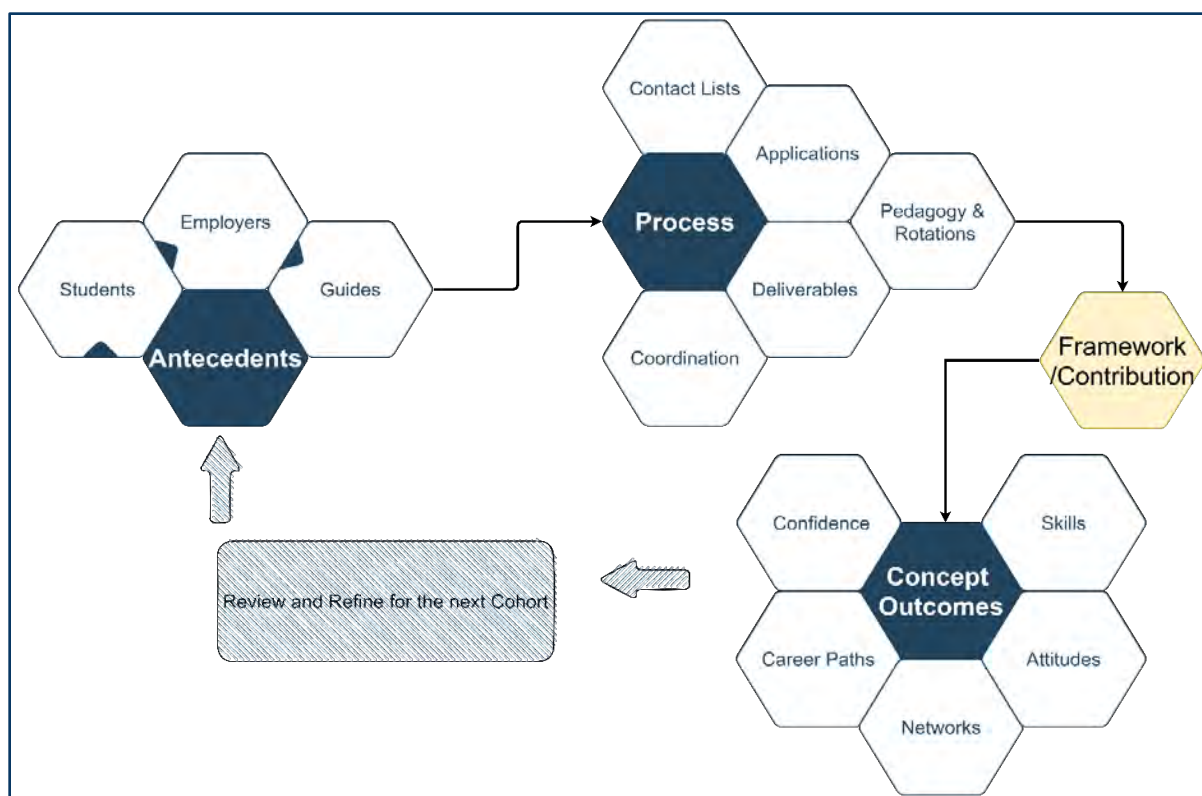 Contact Lists
Applications
Process
Pedagogy &
Rotations
Deliverables
Coordination
Employers
Students
Guides
Antecedents
Framework
/Contribution
Confidence
Skills
Concept
Outcomes
Career Paths
Attitudes
Networks
Review and Refine for the next Cohort